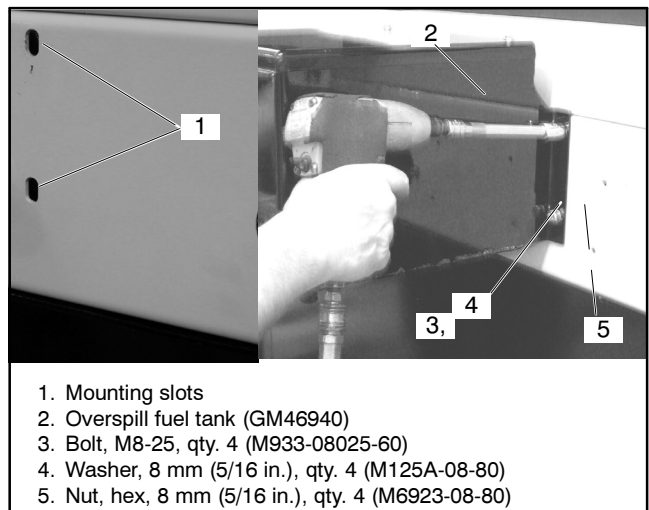 1
2
3, 4
5
1. Mounting slots
2. Overspill fuel tank (GM46940)
3. Bolt, M8-25, qty. 4 (M933-08025-60)
4. Washer, 8 mm (5/16 in.), qty. 4 (M125A-08-80)
5. Nut, hex, 8 mm (5/16 in.), qty. 4 (M6923-08-80)